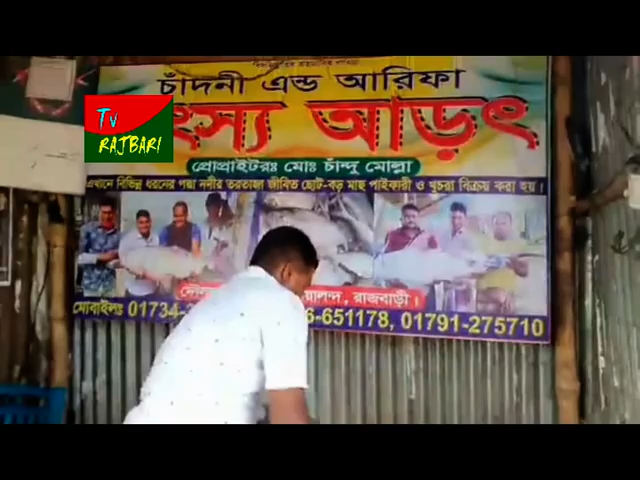 চাঁদনী এন্ড আরিফা
Tv
RAJBARI
আড়ৎ
প্রোপ্রাইটরঃ মোঃ চাঁন্দু মোল্লা
এখানে বিভিন্ন ধরনের পদ্মা নদীর তরতাজা জীবিত ছোট-বড় মাছ পাইকারী ও খুচরা বিক্রয় করা হয়।
রাজবাড়ী।
মোবাইলঃ 01734-
6-651178, 01791-275710